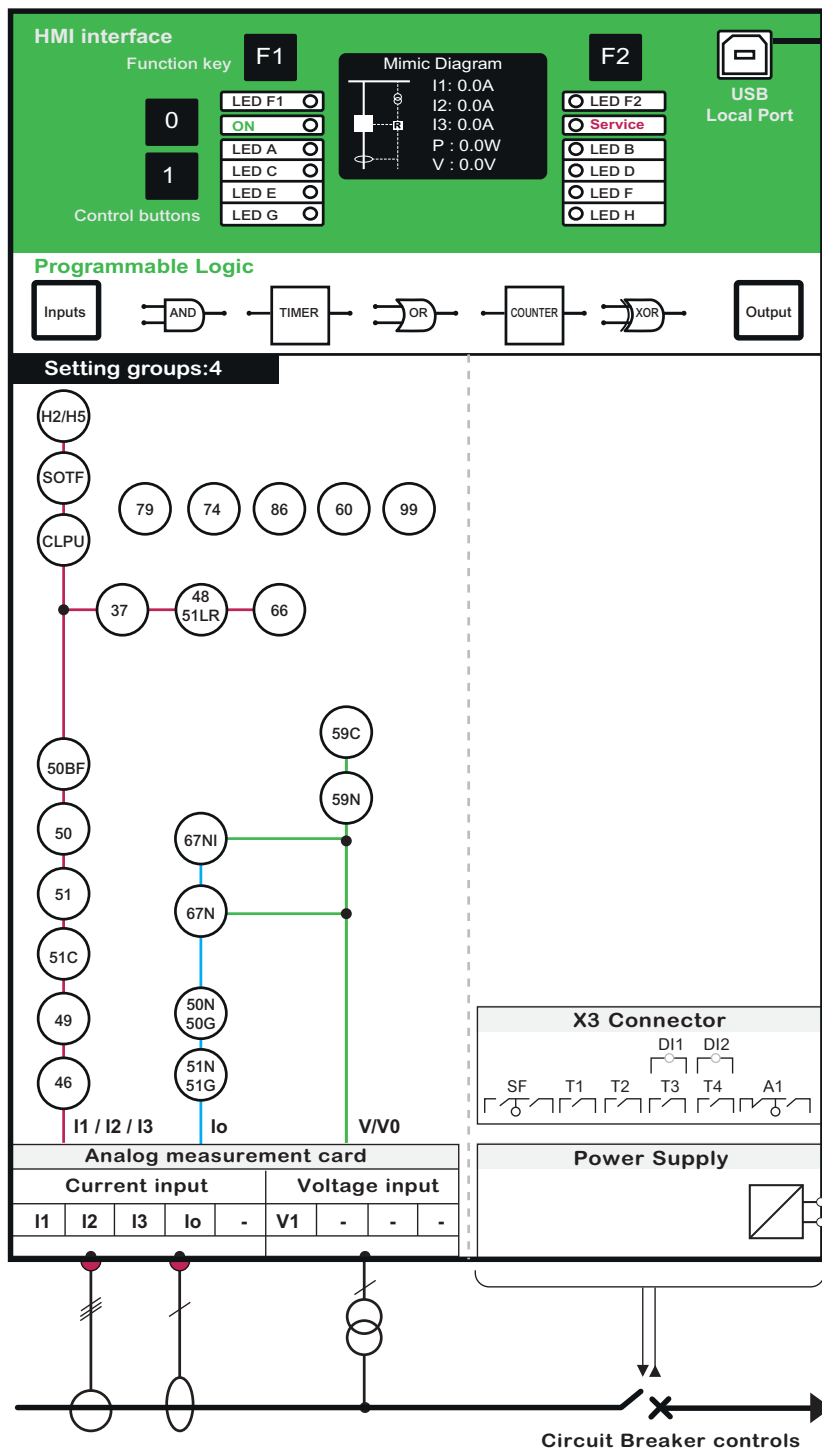 HMI interface
Function key
F1
F2
USB
Local Port
0
1
Control buttons
LED F1
ON
LED A
LED C
LED E
LED G
Mimic Diagram
I1: 0.0A
I2: 0.0A
I3: 0.0A
P : 0.0W
V : 0.0V
R
LED F2
Service
LED B
LED D
LED F
LED H
Programmable Logic
Inputs
AND
TIMER
OR
COUNTER
XOR
Output
Setting groups:4
H2/H5
SOTF
CLPU
79
74
86
60
99
37
48
51LR
66
59C
50BF
59N
50
67NI
51
67N
51C
49
50N
50G
46
51N
51G
I1 / I2 / I3
Io
V/V0
Analog measurement card
Current input
Voltage input
I1
I2
I3
Io
-
V1
-
-
-
X3 Connector
DI1
DI2
SF
T1
T2
T3
T4
A1
Power Supply
Circuit Breaker controls